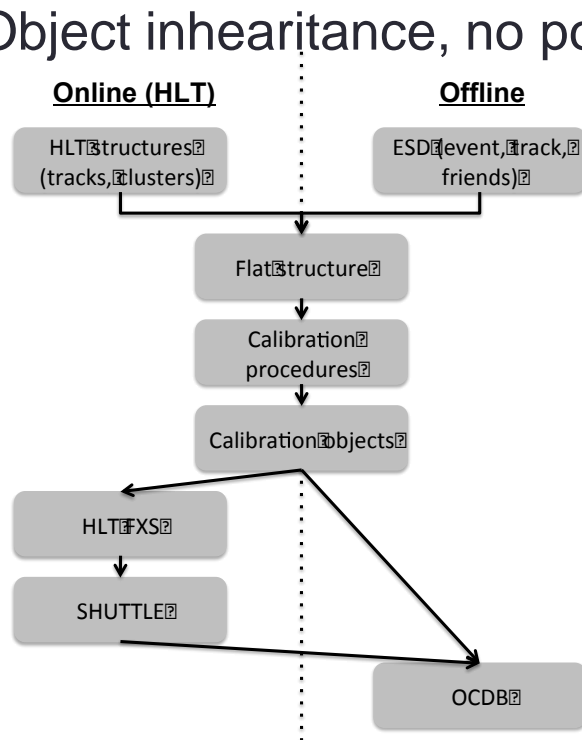 Object inhearitance, no po
Online (HLT)
Offline
HLT structures
(tracks, clusters)
ESD (event, track,
friends)
Flat structure
Calibration
procedures
Calibration objects
HLT FXS
SHUTTLE
OCDB